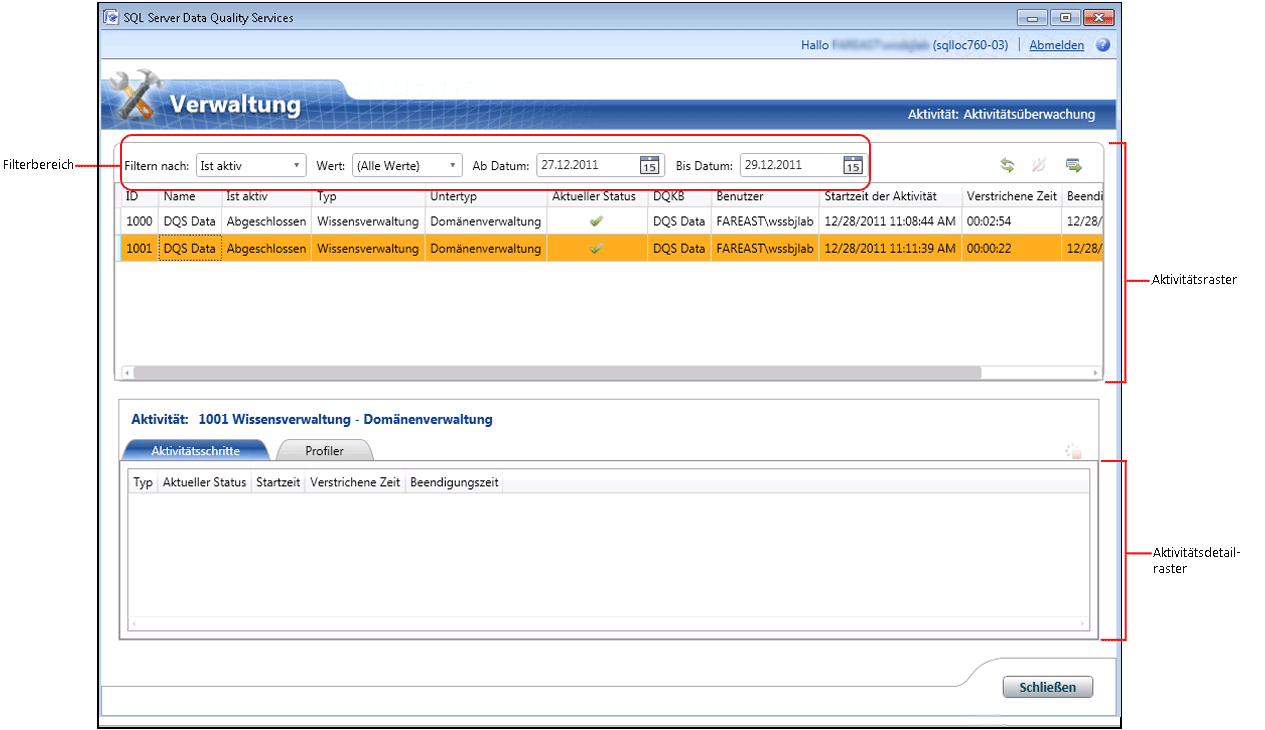 SQL Server Data Quality Services
Hallo (sqlloc760-03) Abmelden ?
Verwaltung
Aktivität: Aktivitätsüberwachung
Filterbereich
Filtern nach: Ist aktiv Wert: (Alle Werte) Ab Datum: 27.12.2011 15 Bis Datum: 29.12.2011 15
ID Name Ist aktiv Typ Untertyp Aktueller Status DQKB Benutzer Startzeit der Aktivität Verstrichene Zeit Beendi
1000 DQS Data Abgeschlossen Wissensverwaltung Domänenverwaltung DQS Data FAREAST\wssbjlab 12/28/2011 11:08:44 AM 00:02:54 12/28/
1001 DQS Data Abgeschlossen Wissensverwaltung Domänenverwaltung DQS Data FAREAST\wssbjlab 12/28/2011 11:11:39 AM 00:00:22 12/28/
Aktivitätsraster
Aktivität: 1001 Wissensverwaltung - Domänenverwaltung
Aktivitätsschritte Profiler
Typ Aktueller Status Startzeit Verstrichene Zeit Beendigungszeit
Aktivitätsdetail-
raster
Schließen